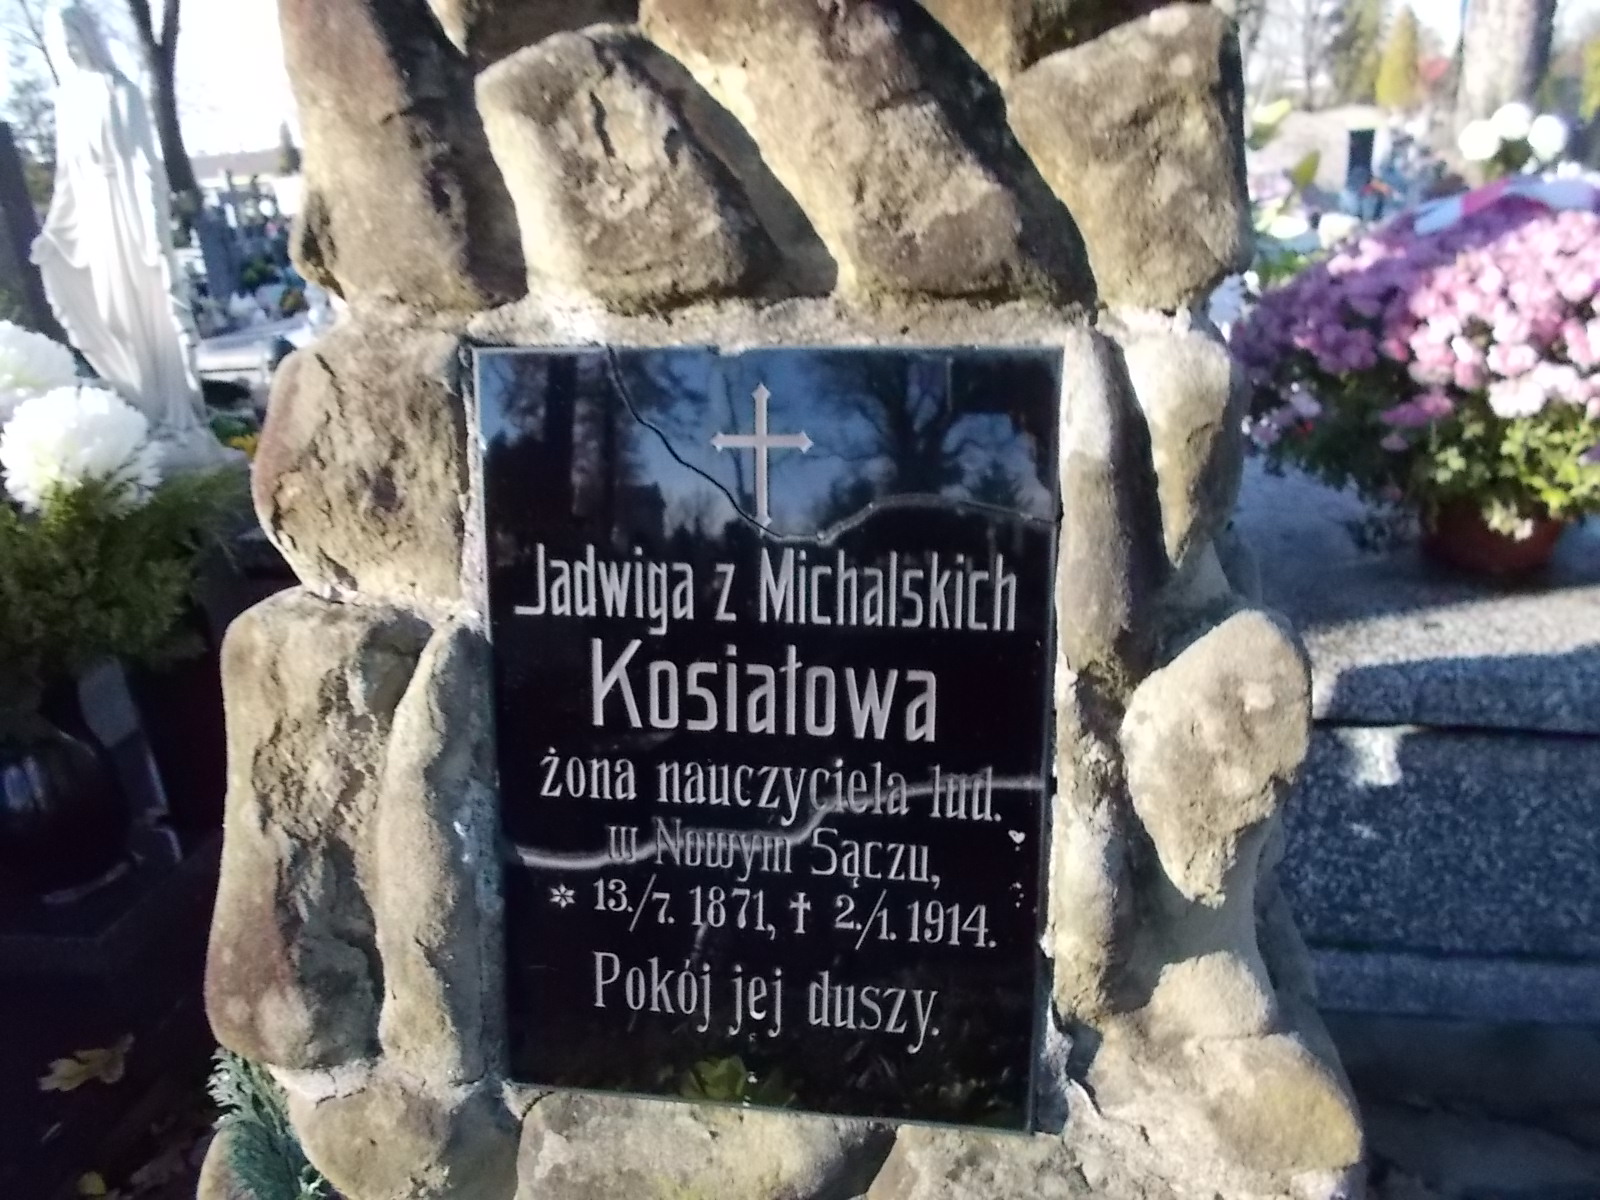 Jadwiga z Michalskich
Kosiałowa
żona nauczyciela lud.
w Nowym Sączu,
* 13./7. 1871, † 2./1. 1914.
Pokój jej duszy.